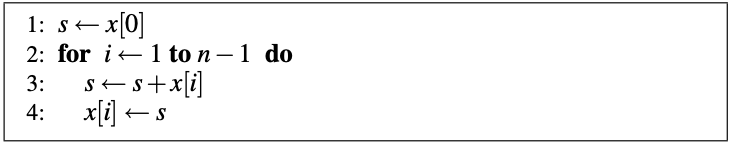 1: s ← x[0]
2: for i ← 1 to n − 1 do
3: s ← s + x[i]
4: x[i] ← s